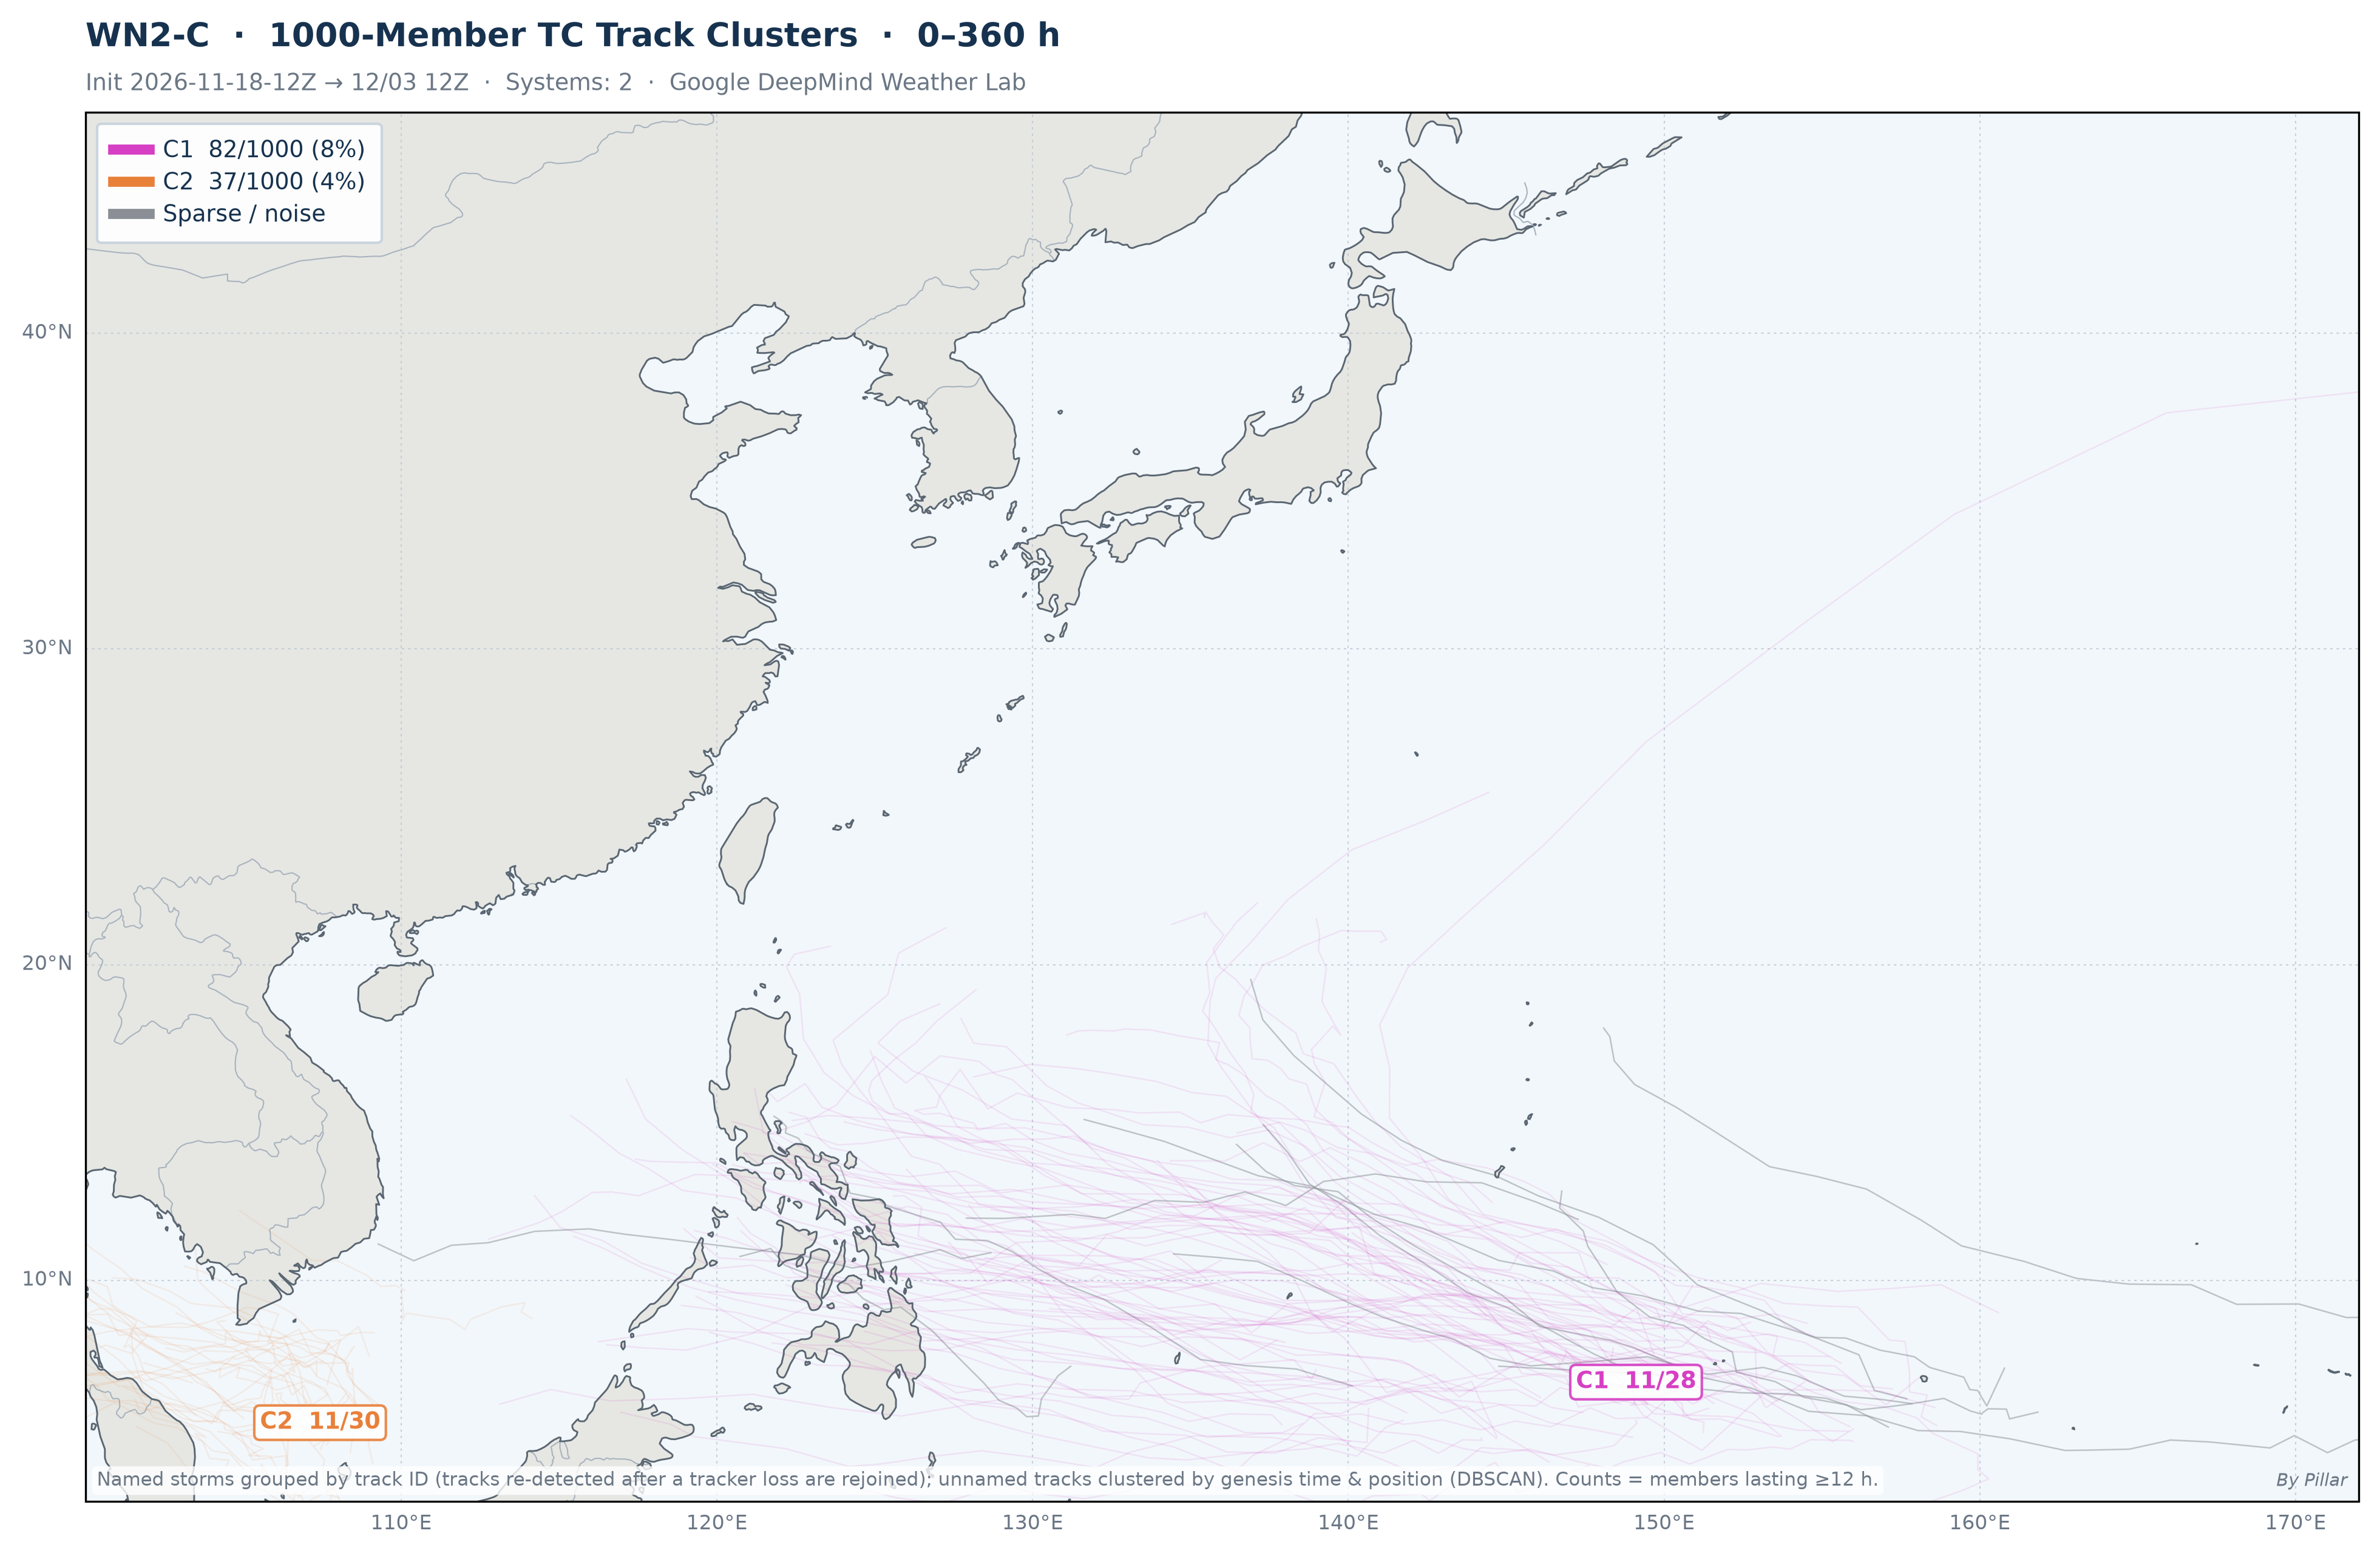 WN2-C · 1000-Member TC Track Clusters · 0–360 h
Init 2026-11-18-12Z → 12/03 12Z · Systems: 2 · Google DeepMind Weather Lab
C1 82/1000 (8%)
C2 37/1000 (4%)
Sparse / noise
40°N
30°N
20°N
10°N
C1 11/28
C2 11/30
Named storms grouped by track ID (tracks re-detected after a tracker loss are rejoined); unnamed tracks clustered by genesis time & position (DBSCAN). Counts = members lasting ≥12 h.
By Pillar
110°E
120°E
130°E
140°E
150°E
160°E
170°E